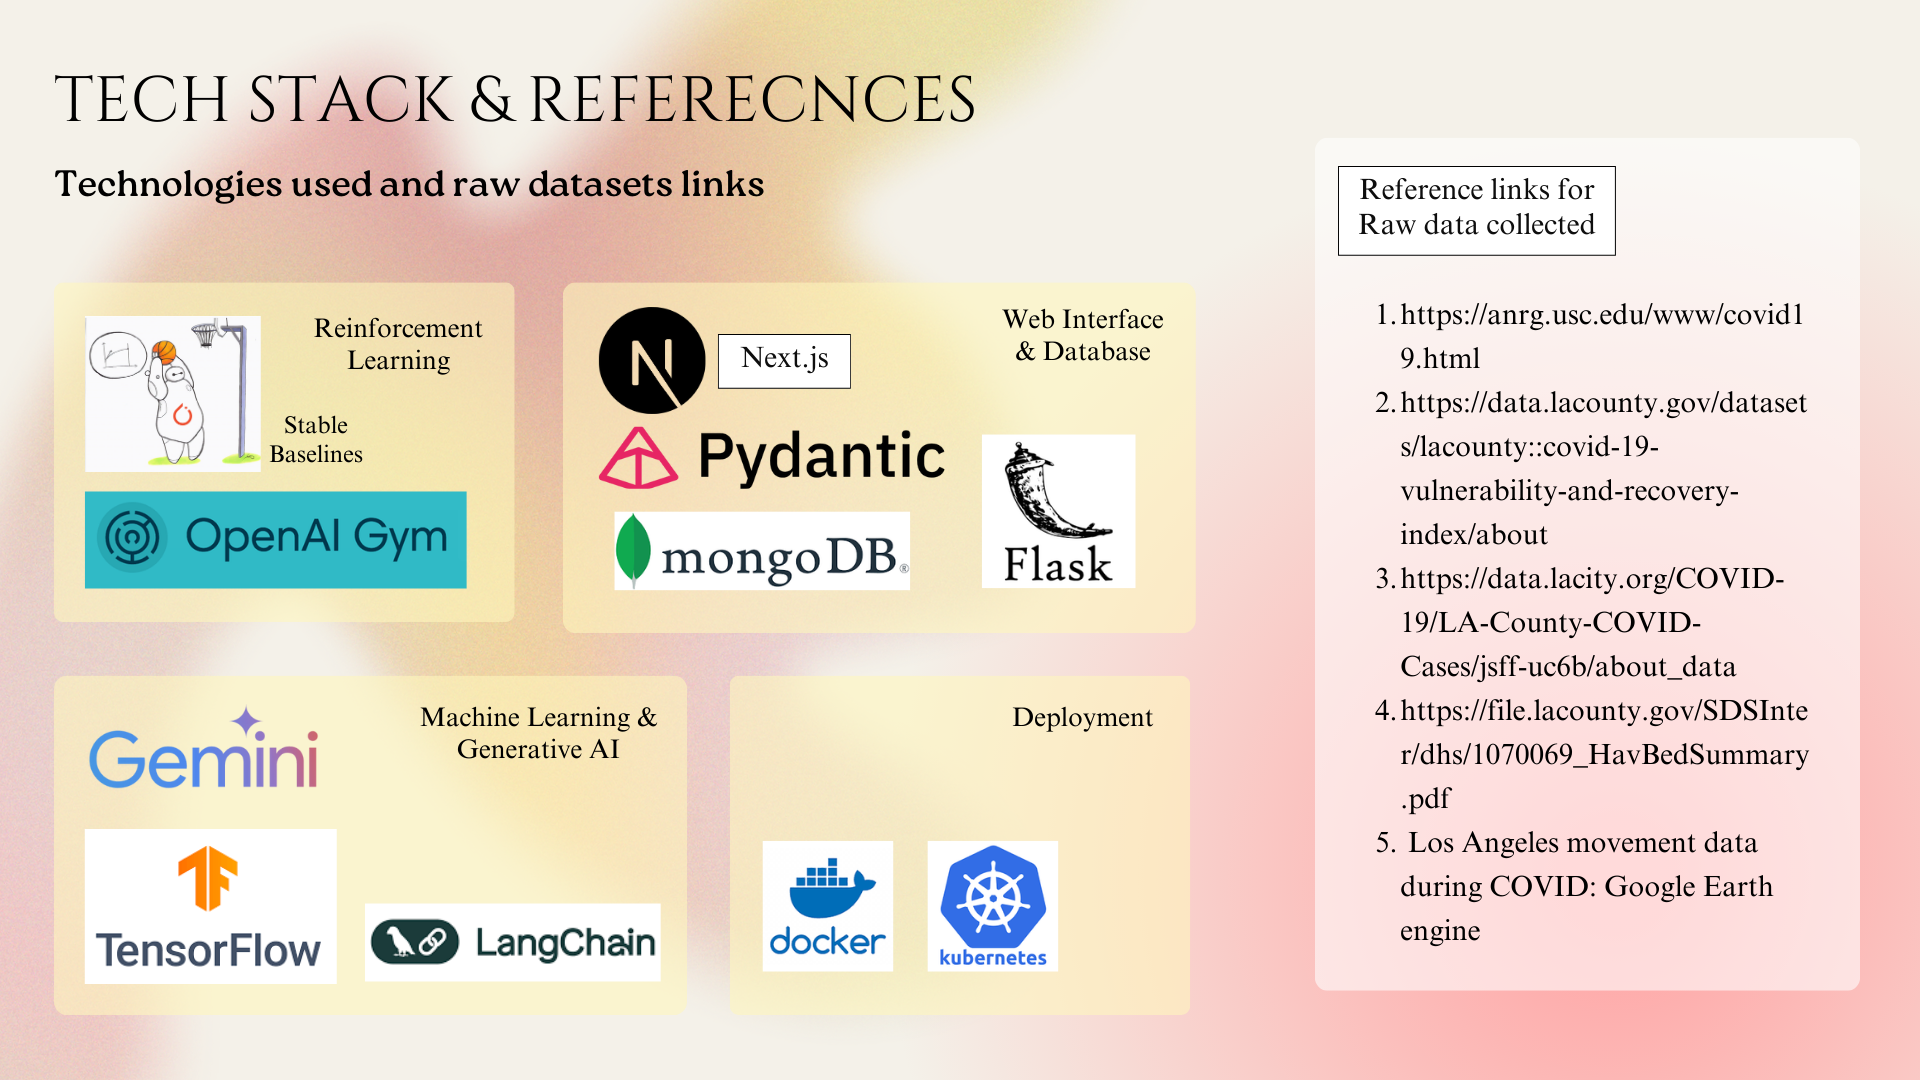 TECH STACK & REFERECNCES
Technologies used and raw datasets links
Reinforcement
Learning
Stable
Baselines
OpenAI Gym
Web Interface
& Database
Next.js
Pydantic
mongoDB®
Flask
Machine Learning &
Generative AI
Gemini
TensorFlow
LangChain
Deployment
docker
kubernetes
Reference links for
Raw data collected
1. https://anrg.usc.edu/www/covid1
9.html
2. https://data.lacounty.gov/dataset
s/lacounty::covid-19-
vulnerability-and-recovery-
index/about
3. https://data.lacity.org/COVID-
19/LA-County-COVID-
Cases/jsff-uc6b/about_data
4. https://file.lacounty.gov/SDSInte
r/dhs/1070069_HavBedSummary
.pdf
5. Los Angeles movement data
during COVID: Google Earth
engine